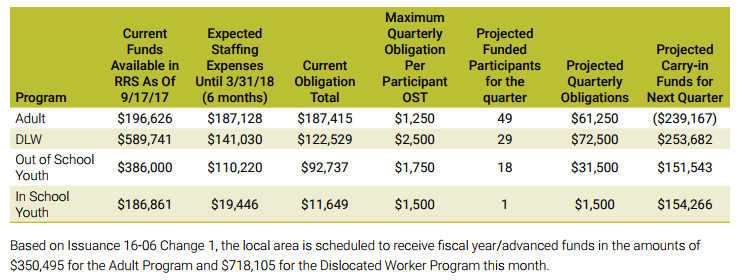 Program
Current
Funds
Available in
RRS As Of
9/17/17
Expected
Staffing
Expenses
Until 3/31/18
(6 months)
Current
Obligation
Total
Maximum
Quarterly
Obligation
Per
Participant
OST
Projected
Funded
Participants
for the
quarter
Projected
Quarterly
Obligations
Projected
Carry-in
Funds for
Next Quarter
Adult $196,626 $187,128 $187,415 $1,250 49 $61,250 ($239,167)
DLW $589,741 $141,030 $122,529 $2,500 29 $72,500 $253,682
Out of School
Youth $386,000 $110,220 $92,737 $1,750 18 $31,500 $151,543
In School
Youth $186,861 $19,446 $11,649 $1,500 1 $1,500 $154,266
Based on Issuance 16-06 Change 1, the local area is scheduled to receive fiscal year/advanced funds in the amounts of
$350,495 for the Adult Program and $718,105 for the Dislocated Worker Program this month.